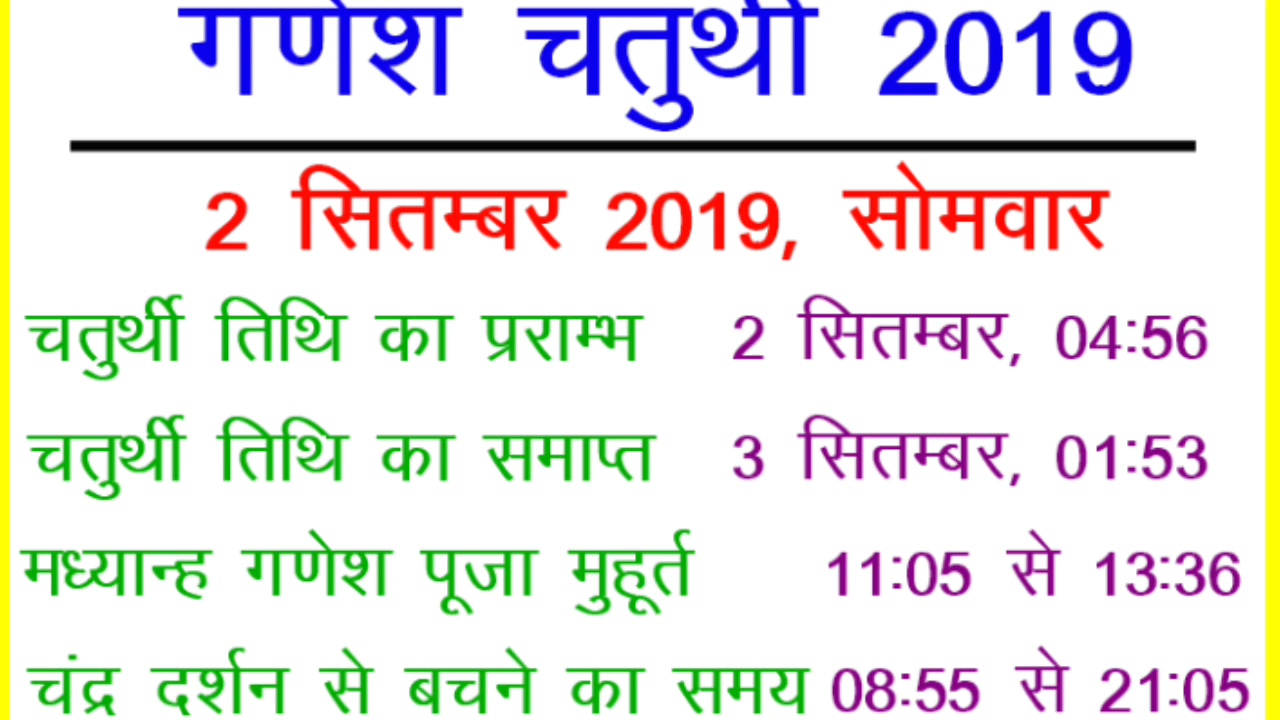 गणेश चतुर्थी 2019
2 सितम्बर 2019, सोमवार
चतुर्थी तिथि का प्रराम्भ 2 सितम्बर, 04:56
चतुर्थी तिथि का समाप्त 3 सितम्बर, 01:53
मध्यान्ह गणेश पूजा मुहूर्त 11:05 से 13:36
चंद्र दर्शन से बचने का समय 08:55 से 21:05